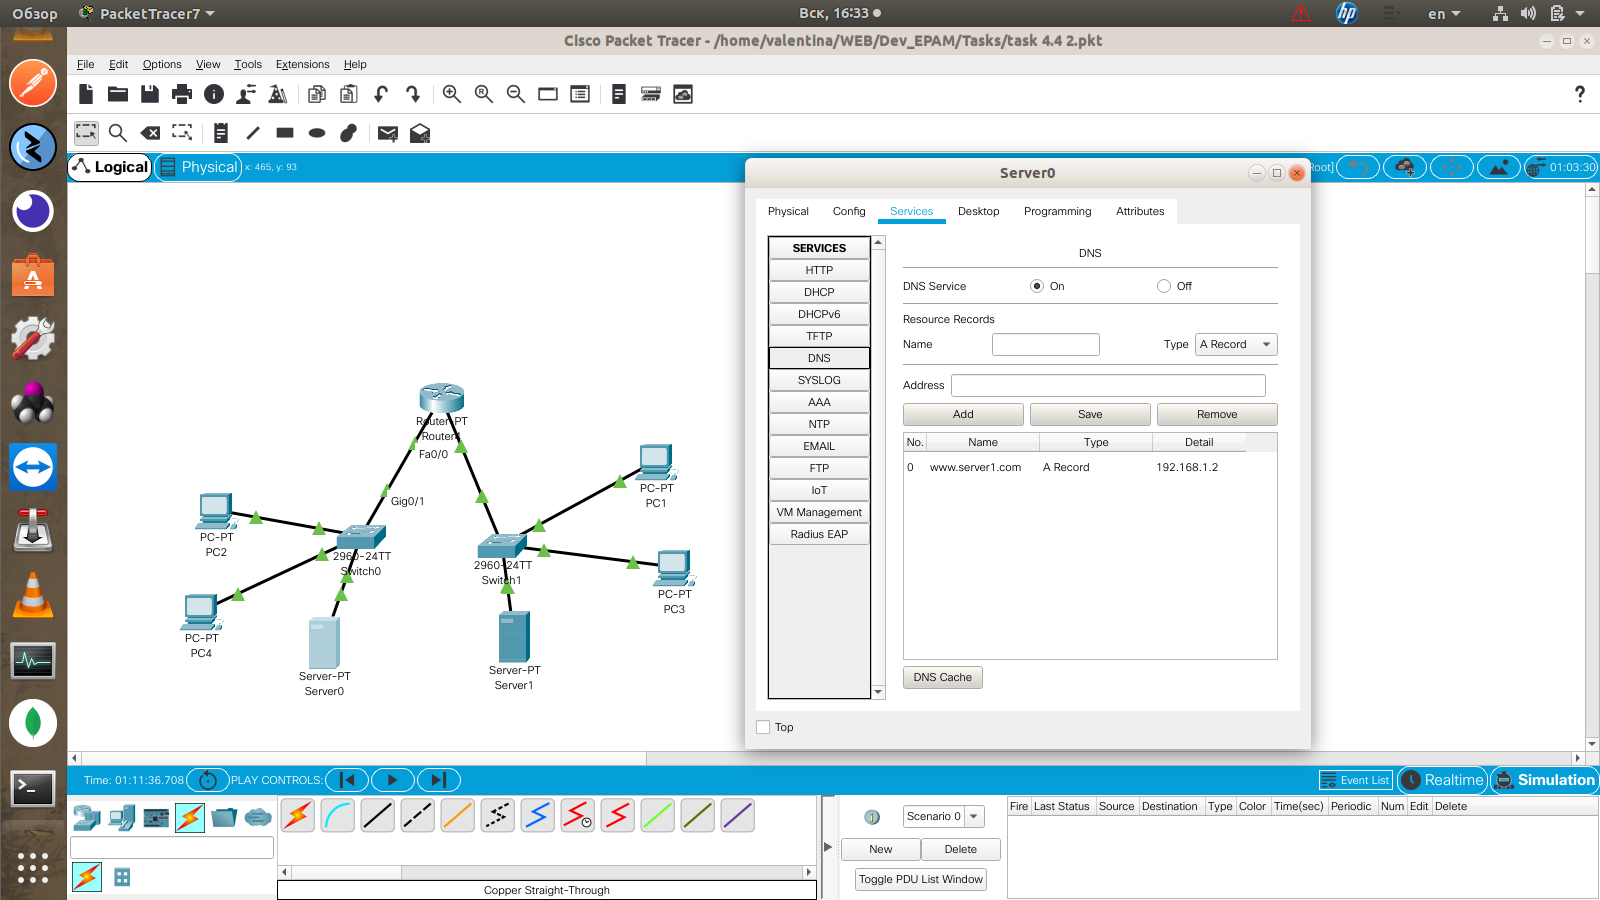 Обзор
PacketTracer7
Вск, 16:33
en
Cisco Packet Tracer - /home/valentina/WEB/Dev_EPAM/Tasks/task 4.4 2.pkt
File Edit Options View Tools Extensions Help
?
Logical
Physical
x: 465, y: 93
Root]
01:03:30
Server0
Physical Config Services Desktop Programming Attributes
SERVICES
HTTP
DHCP
DHCPv6
TFTP
DNS
SYSLOG
AAA
NTP
EMAIL
FTP
IoT
VM Management
Radius EAP
DNS
DNS Service On Off
Resource Records
Name Type A Record
Address
Add Save Remove
No. Name Type Detail
0 www.server1.com A Record 192.168.1.2
DNS Cache
Top
Router-PT
Router4
Fa0/0
Gig0/1
PC-PT
PC1
PC-PT
PC2
2960-24TT
Switch0
2960-24TT
Switch1
PC-PT
PC3
PC-PT
PC4
Server-PT
Server0
Server-PT
Server1
Time: 01:11:36.708
PLAY CONTROLS:
Event List
Realtime
Simulation
Scenario 0
New
Delete
Toggle PDU List Window
Fire Last Status Source Destination Type Color Time(sec) Periodic Num Edit Delete
Copper Straight-Through